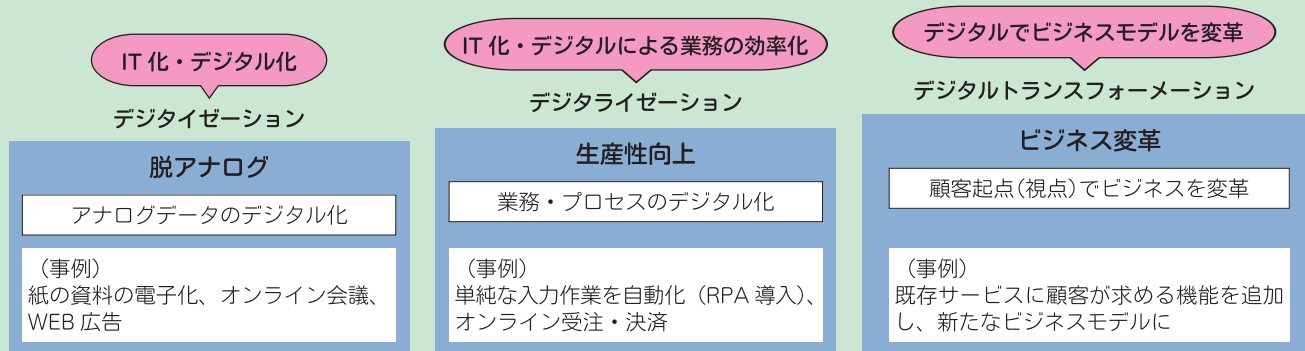 IT 化・デジタル化
デジタイゼーション
脱アナログ
アナログデータのデジタル化
（事例）
紙の資料の電子化、オンライン会議、
WEB 広告
IT 化・デジタルによる業務の効率化
デジタライゼーション
生産性向上
業務・プロセスのデジタル化
（事例）
単純な入力作業を自動化（RPA 導入）、
オンライン受注・決済
デジタルでビジネスモデルを変革
デジタルトランスフォーメーション
ビジネス変革
顧客起点（視点）でビジネスを変革
（事例）
既存サービスに顧客が求める機能を追加
し、新たなビジネスモデルに